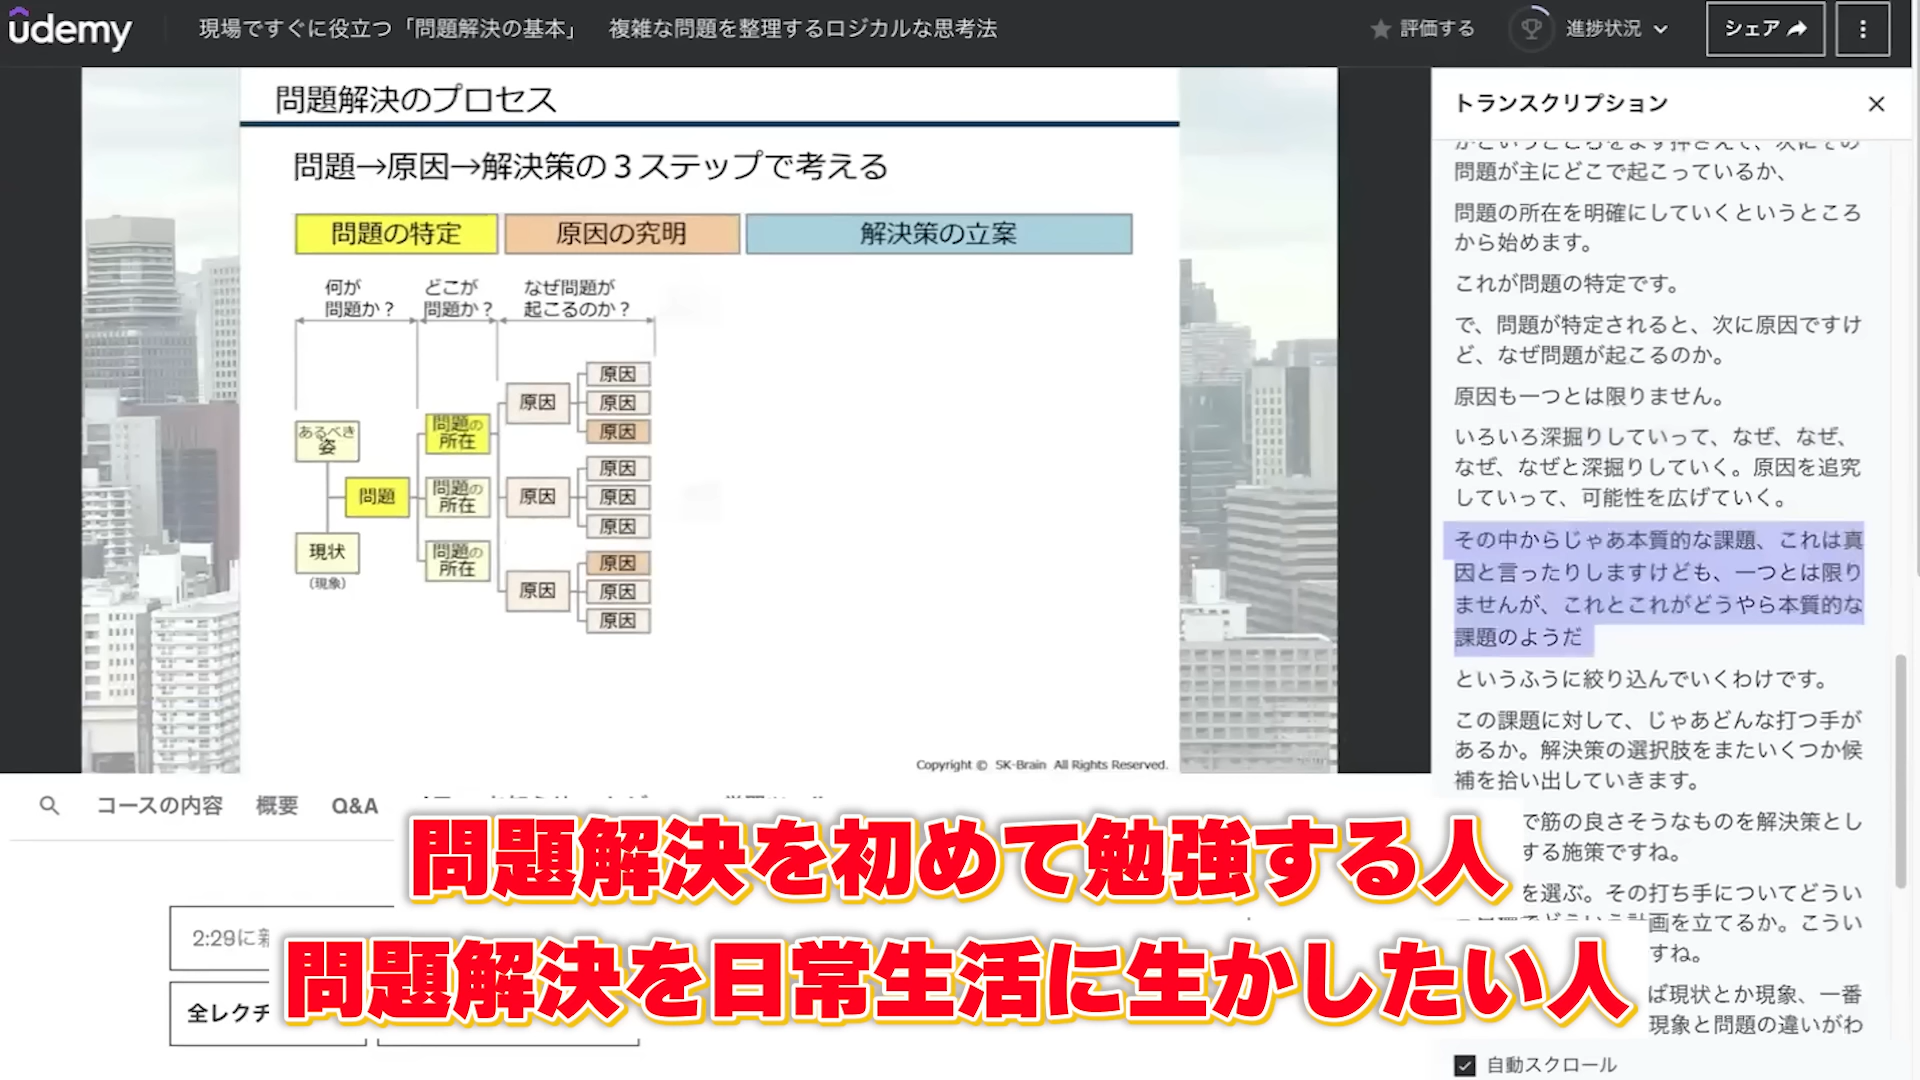 ûdemy
現場ですぐに役立つ「問題解決の基本」 複雑な問題を整理するロジカルな思考法
評価する
進捗状況
シェア
問題解決のプロセス
問題→原因→解決策の３ステップで考える
問題の特定
原因の究明
解決策の立案
何が
問題か？
どこが
問題か？
なぜ問題が
起こるのか？
あるべき
姿
問題
現状
(現象)
問題の
所在
問題の
所在
問題の
所在
原因
原因
原因
原因
原因
原因
原因
原因
原因
原因
原因
原因
Copyright © SK-Brain All Rights Reserved.
トランスクリプション
問題が主にどこで起こっているか、
問題の所在を明確にしていくというところ
から始めます。
これが問題の特定です。
で、問題が特定されると、次に原因ですけ
ど、なぜ問題が起こるのか。
原因も一つとは限りません。
いろいろ深掘りしていって、なぜ、なぜ、
なぜ、なぜと深掘りしていく。原因を追究
していって、可能性を広げていく。
その中からじゃあ本質的な課題、これは真
因と言ったりしますけども、一つとは限り
ませんが、これとこれがどうやら本質的な
課題のようだ
というふうに絞り込んでいくわけです。
この課題に対して、じゃあどんな打つ手が
あるか。解決策の選択肢をまたいくつか候
補を拾い出していきます。
で筋の良さそうなものを解決策とし
する施策ですね。
を選ぶ。その打ち手についてどうい
画を立てるか。こうい
すね。
ば現状とか現象、一番
現象と問題の違いがわ
自動スクロール
コースの内容
概要
Q&A
2:29に新
全レクチ
問題解決を初めて勉強する人
問題解決を日常生活に生かしたい人